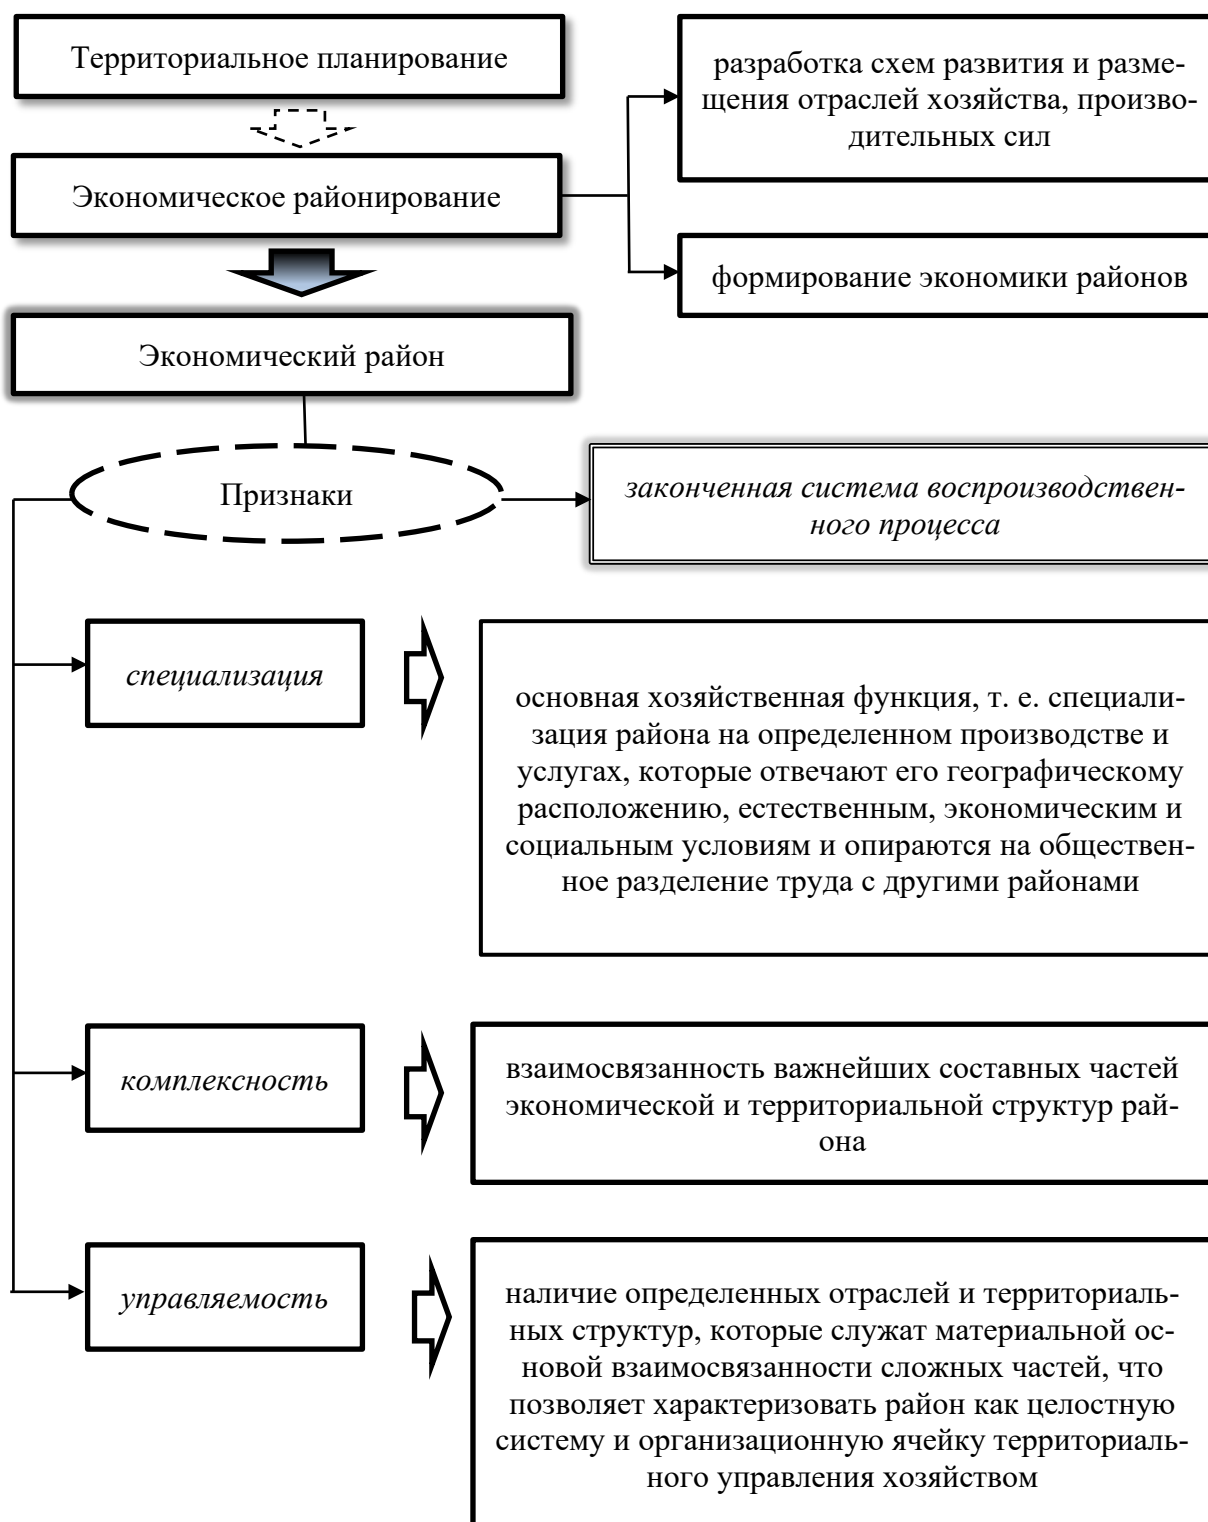 Территориальное планирование
разработка схем развития и разме-
щения отраслей хозяйства, произво-
дительных сил
Экономическое районирование
формирование экономики районов
Экономический район
Признаки
законченная система воспроизводствен-
ного процесса
специализация
основная хозяйственная функция, т. е. специали-
зация района на определенном производстве и
услугах, которые отвечают его географическому
расположению, естественным, экономическим и
социальным условиям и опираются на обществен-
ное разделение труда с другими районами
комплексность
взаимосвязанность важнейших составных частей
экономической и территориальной структур рай-
она
управляемость
наличие определенных отраслей и территориаль-
ных структур, которые служат материальной ос-
новой взаимосвязанности сложных частей, что
позволяет характеризовать район как целостную
систему и организационную ячейку территориаль-
ного управления хозяйством